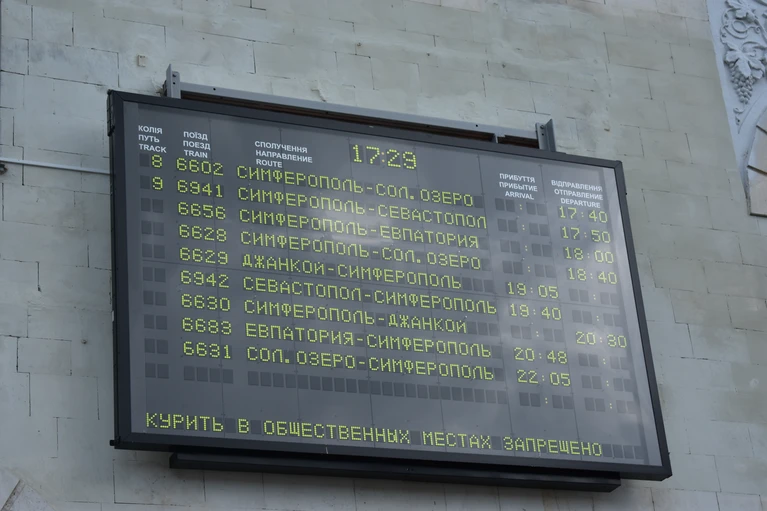 КОЛІЯ ПОЇЗД СПОЛУЧЕННЯ 17:29 ПРИБУТТЯ ВІДПРАВЛЕННЯ
ПУТЬ ПОЕЗД НАПРАВЛЕНИЕ ПРИБЫТИЕ ОТПРАВЛЕНИЕ
TRACK TRAIN ROUTE ARRIVAL DEPARTURE
8 6602 СИМФЕРОПОЛЬ-СОЛ.ОЗЕРО 17:40
9 6941 СИМФЕРОПОЛЬ-СЕВАСТОПОЛ 17:50
6656 СИМФЕРОПОЛЬ-ЕВПАТОРИЯ 18:00
6628 СИМФЕРОПОЛЬ-СОЛ.ОЗЕРО 18:40
6629 ДЖАНКОЙ-СИМФЕРОПОЛЬ 19:05
6942 СЕВАСТОПОЛ-СИМФЕРОПОЛЬ 19:40
6630 СИМФЕРОПОЛЬ-ДЖАНКОЙ 20:30
6683 ЕВПАТОРИЯ-СИМФЕРОПОЛЬ 20:48
6631 СОЛ.ОЗЕРО-СИМФЕРОПОЛЬ 22:05
КУРИТЬ В ОБЩЕСТВЕННЫХ МЕСТАХ ЗАПРЕЩЕНО